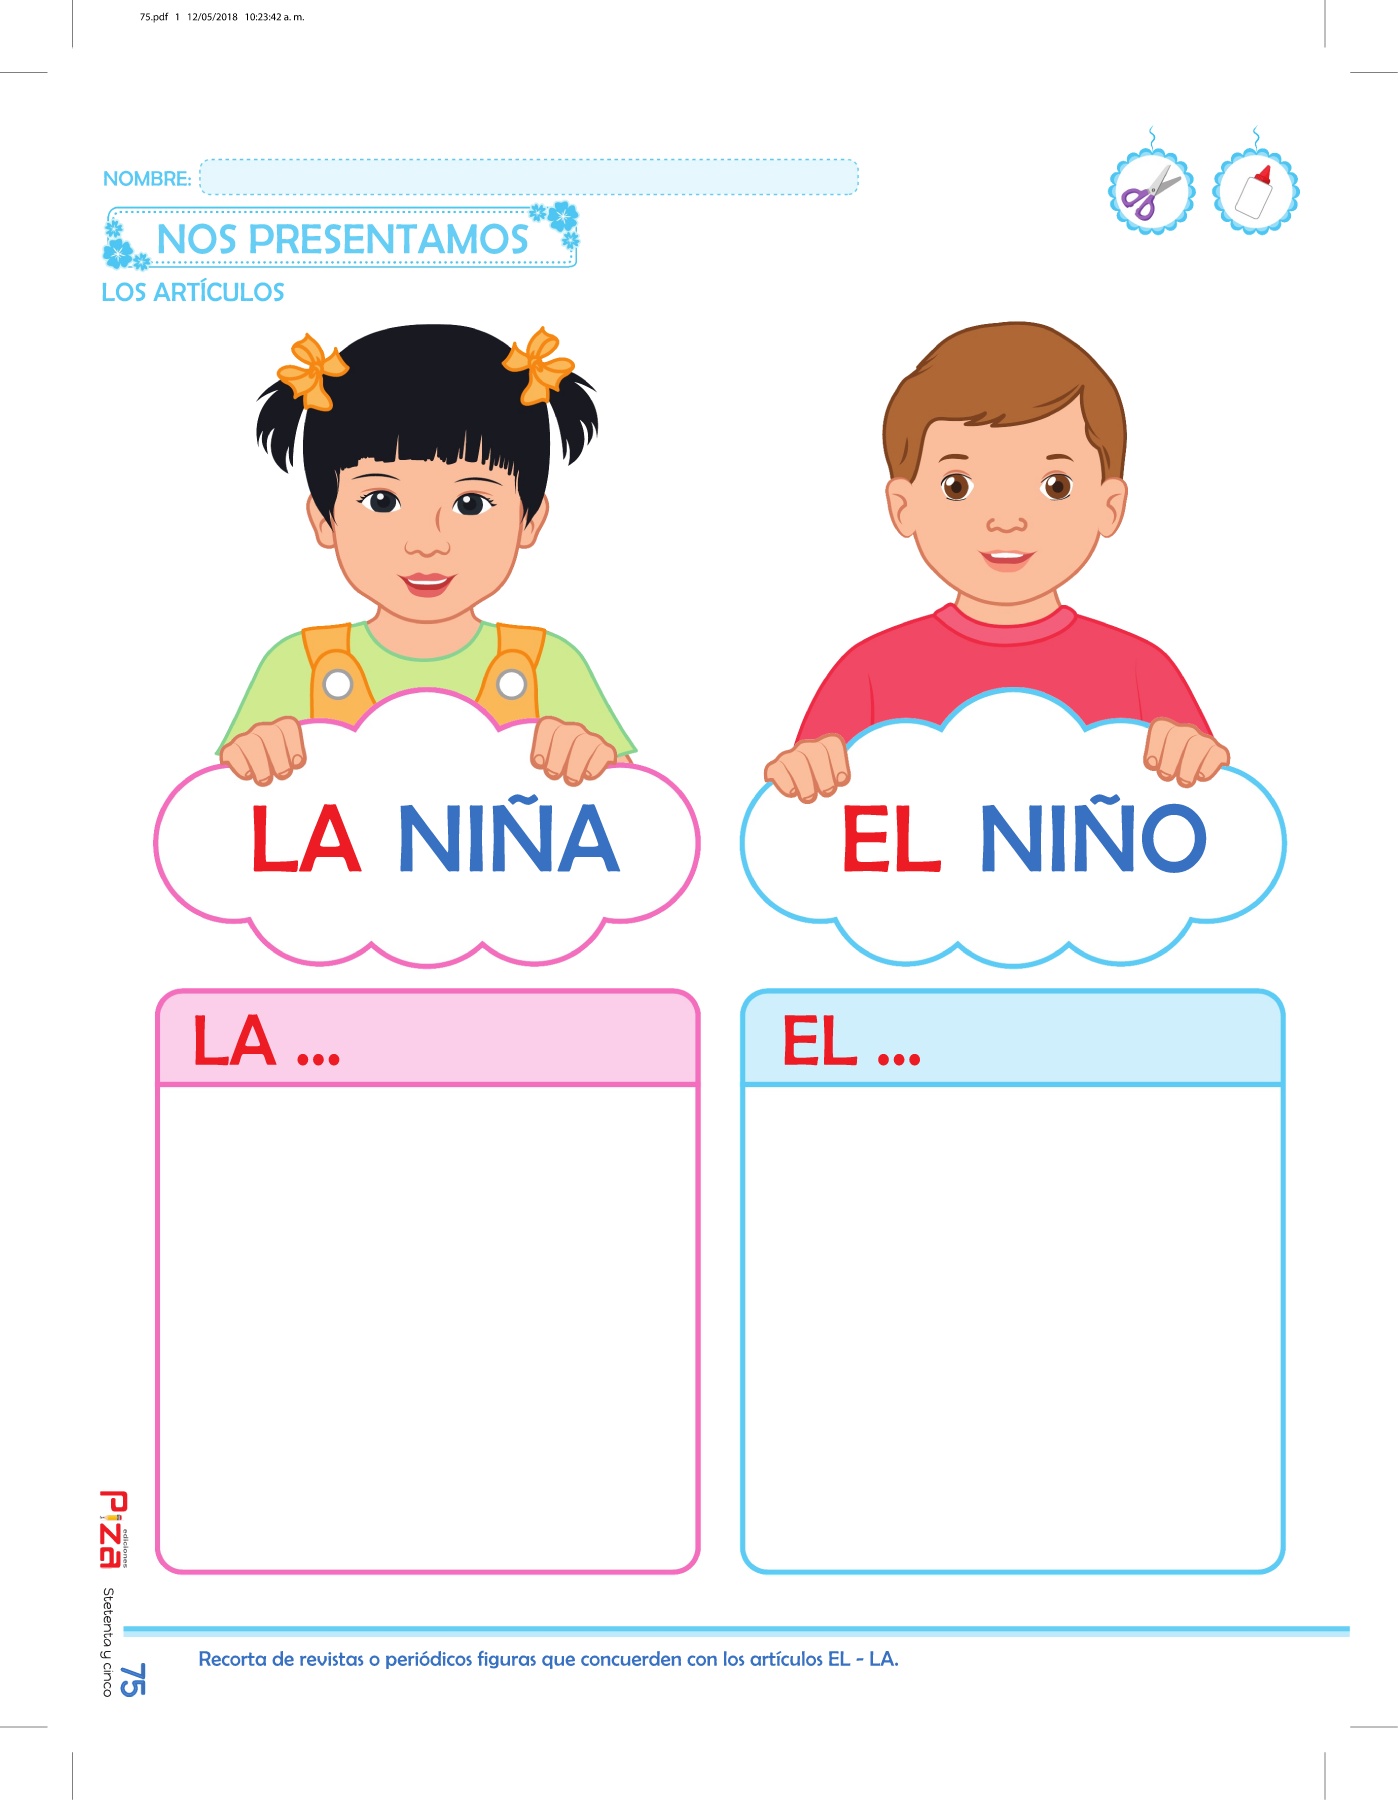 75.pdf 1 12/05/2018 10:23:42 a. m.
NOMBRE:
NOS PRESENTAMOS
LOS ARTÍCULOS
LA NIÑA
EL NIÑO
LA ...
EL ...
Piza
ediciones
Stetenta y cinco
75
Recorta de revistas o periódicos figuras que concuerden con los artículos EL - LA.